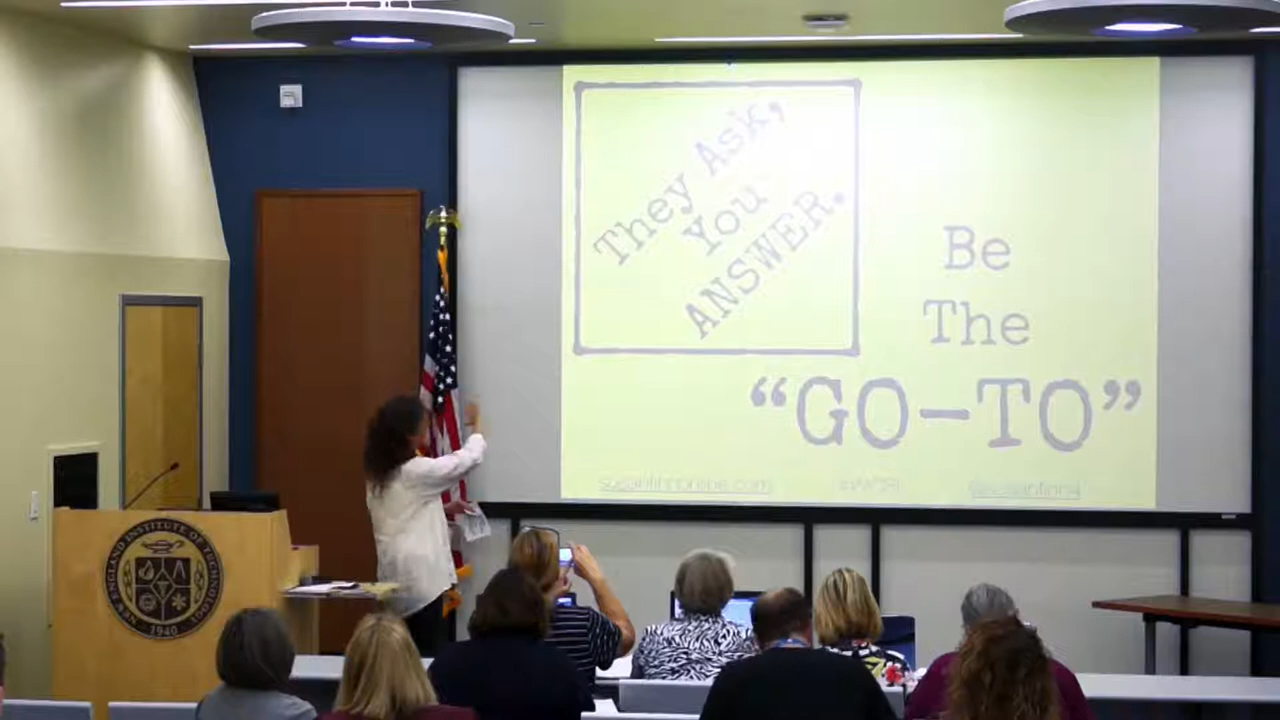 They Ask,
You
ANSWER.
Be
The
“GO-TO”
NEW ENGLAND INSTITUTE OF TECHNOLOGY
1940